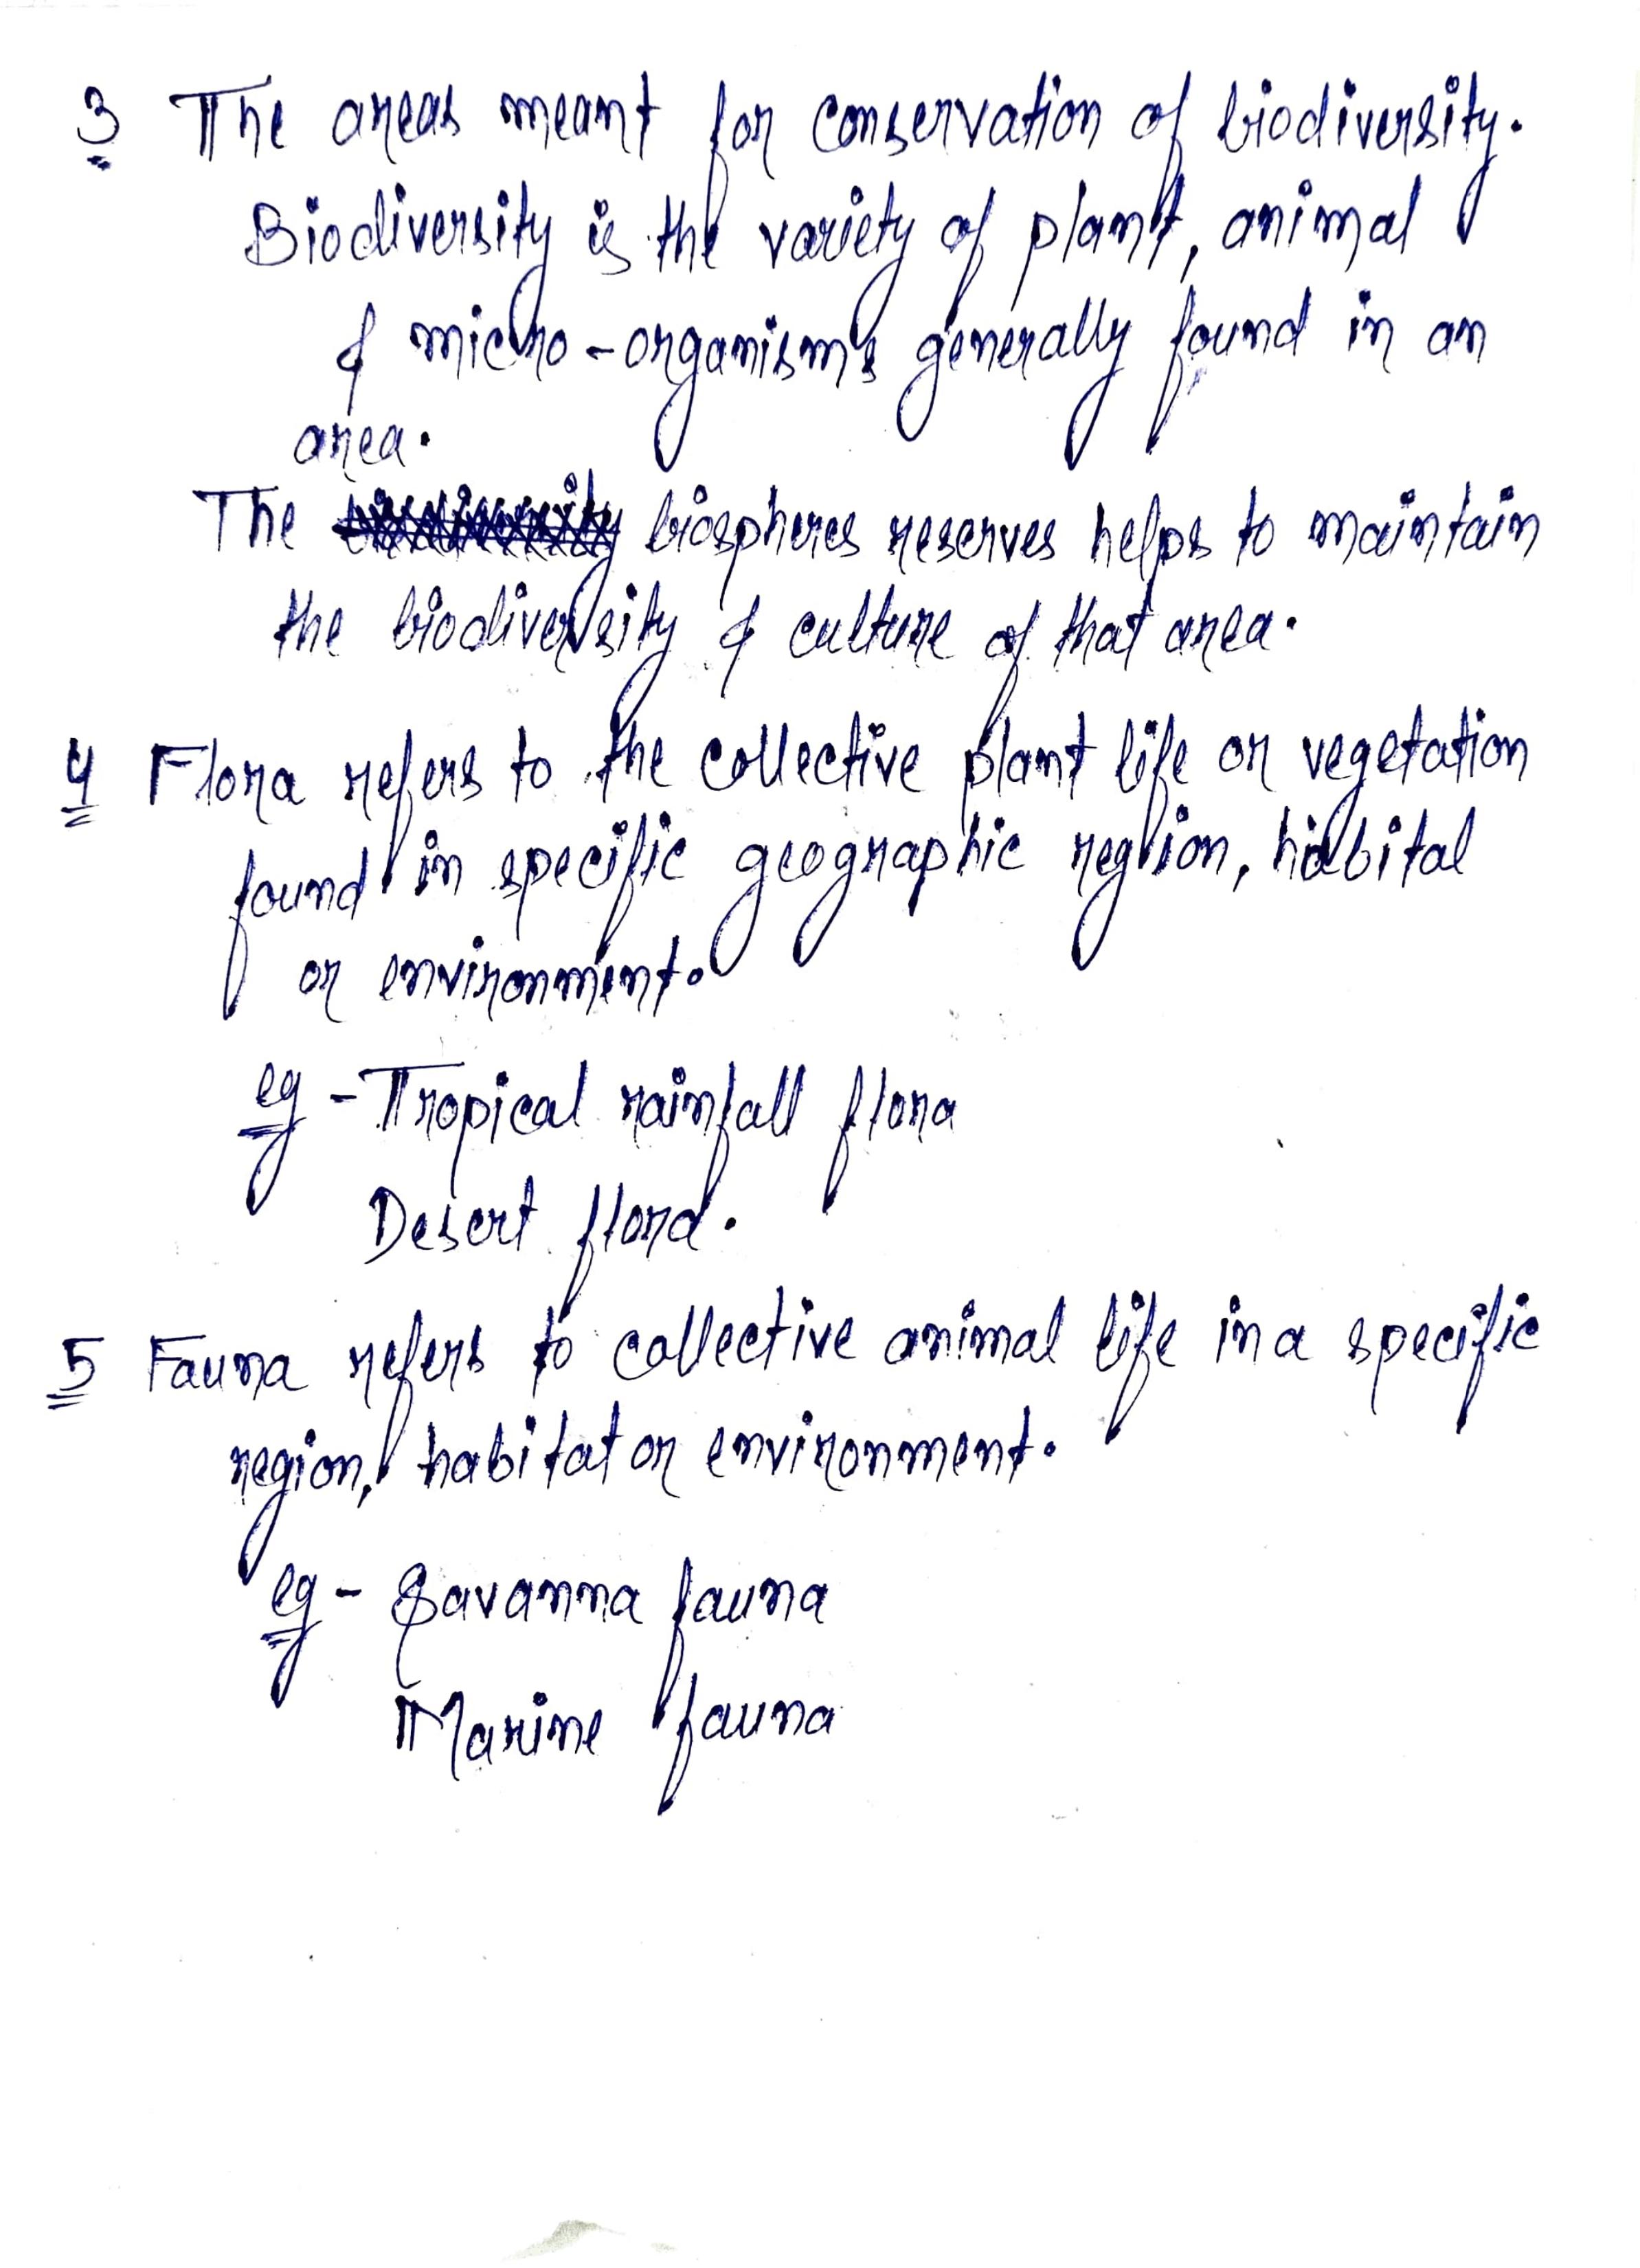 3 The areas meant for conservation of biodiversity.
Biodiversity is the variety of plant, animal
& micro-organisms generally found in an
area.
The biospheres reserves helps to maintain
the biodiversity & culture of that area.
4 Flora refers to the collective plant life or vegetation
found in specific geographic region, habital
or environment.
eg - Tropical rainfall flora
Desert flora.
5 Fauna refers to collective animal life in a specific
region, habitat or environment.
eg - Savanna fauna
Marine fauna